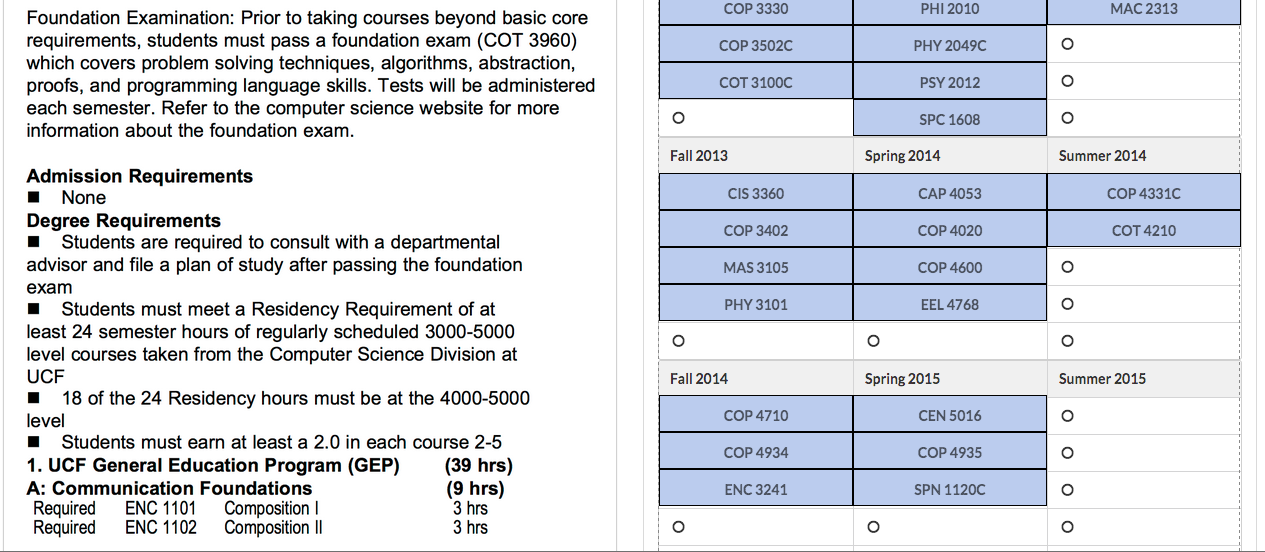 Foundation Examination: Prior to taking courses beyond basic core
requirements, students must pass a foundation exam (COT 3960)
which covers problem solving techniques, algorithms, abstraction,
proofs, and programming language skills. Tests will be administered
each semester. Refer to the computer science website for more
information about the foundation exam.
Admission Requirements
■ None
Degree Requirements
■ Students are required to consult with a departmental
advisor and file a plan of study after passing the foundation
exam
■ Students must meet a Residency Requirement of at
least 24 semester hours of regularly scheduled 3000-5000
level courses taken from the Computer Science Division at
UCF
■ 18 of the 24 Residency hours must be at the 4000-5000
level
■ Students must earn at least a 2.0 in each course 2-5
1. UCF General Education Program (GEP) (39 hrs)
A: Communication Foundations (9 hrs)
Required ENC 1101 Composition I 3 hrs
Required ENC 1102 Composition II 3 hrs
COP 3330 PHI 2010 MAC 2313
COP 3502C PHY 2049C
COT 3100C PSY 2012
SPC 1608
Fall 2013 Spring 2014 Summer 2014
CIS 3360 CAP 4053 COP 4331C
COP 3402 COP 4020 COT 4210
MAS 3105 COP 4600
PHY 3101 EEL 4768
Fall 2014 Spring 2015 Summer 2015
COP 4710 CEN 5016
COP 4934 COP 4935
ENC 3241 SPN 1120C